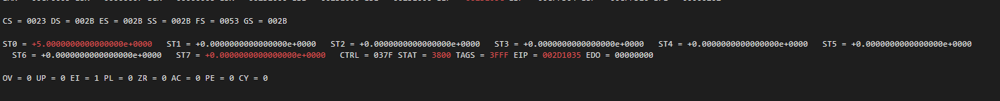 CS = 0023 DS = 002B ES = 002B SS = 002B FS = 0053 GS = 002B
ST0 = +5.0000000000000000e+0000 ST1 = +0.0000000000000000e+0000 ST2 = +0.0000000000000000e+0000 ST3 = +0.0000000000000000e+0000 ST4 = +0.0000000000000000e+0000 ST5 = +0.0000000000000000e+0000
ST6 = +0.0000000000000000e+0000 ST7 = +0.0000000000000000e+0000 CTRL = 037F STAT = 3800 TAGS = 3FFF EIP = 002D1035 EDO = 00000000
OV = 0 UP = 0 EI = 1 PL = 0 ZR = 0 AC = 0 PE = 0 CY = 0